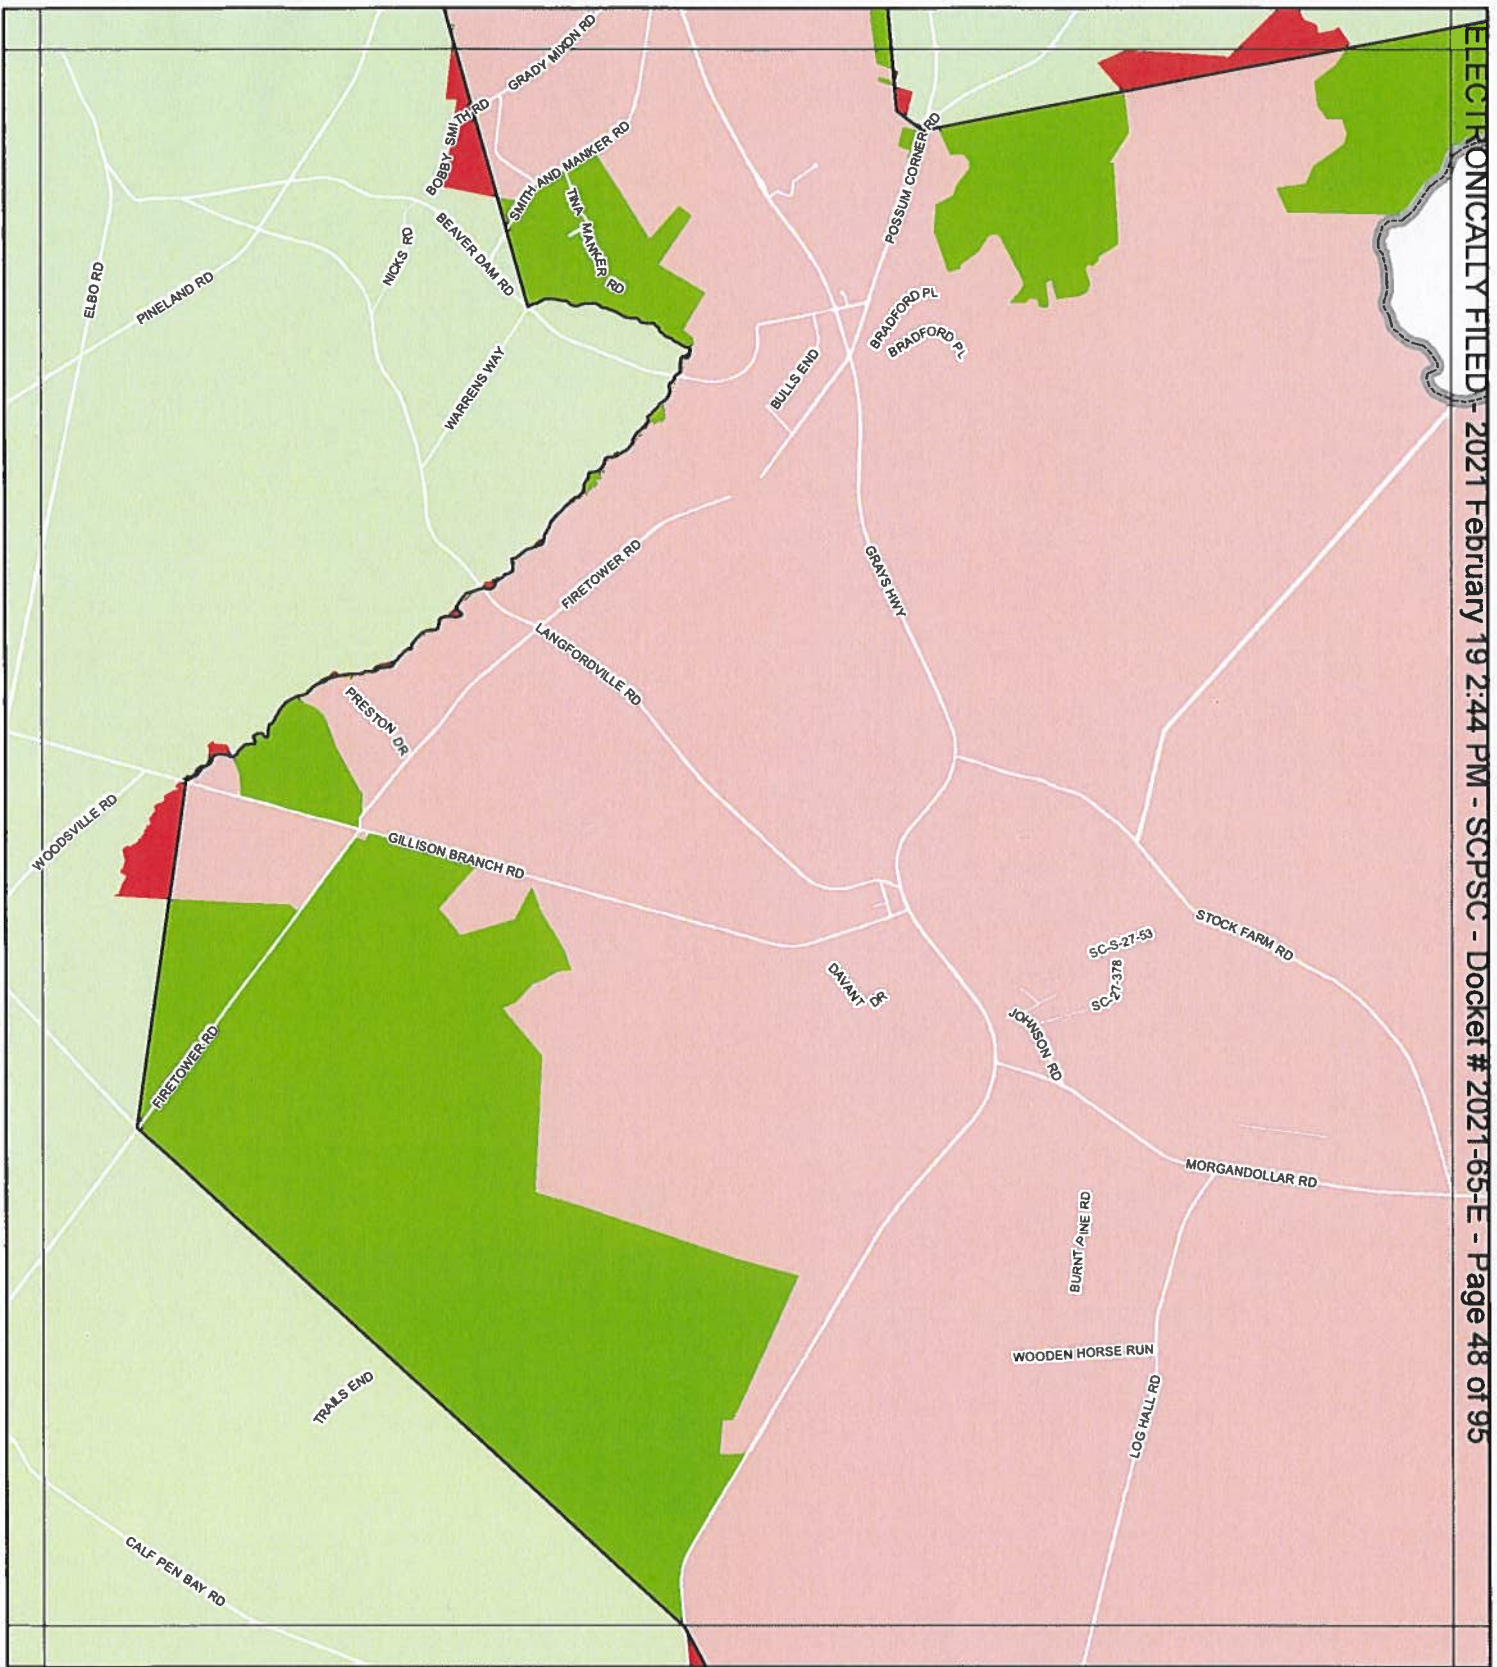 ELECTRONICALLY FILED - 2021 February 19 2:44 PM - SCPSC - Docket # 2021-65-E - Page 48 of 95
GRADY MIXON RD
BOBBY SMITH RD
SMITH AND MANKER RD
TINA MANKER RD
POSSUM CORNER RD
BEAVER DAM RD
NICKS RD
ELBO RD
PINELAND RD
BRADFORD PL
BRADFORD PL
BULLS END
WARRENS WAY
FIRETOWER RD
GRAYS HWY
LANGFORDVILLE RD
PRESTON DR
WOODSVILLE RD
GILLISON BRANCH RD
STOCK FARM RD
SC-S-27-53
SC-27-378
DAVANT DR
JOHNSON RD
FIRETOWER RD
MORGANDOLLAR RD
BURNT PINE RD
WOODEN HORSE RUN
LOG HALL RD
TRAILS END
CALF PEN BAY RD